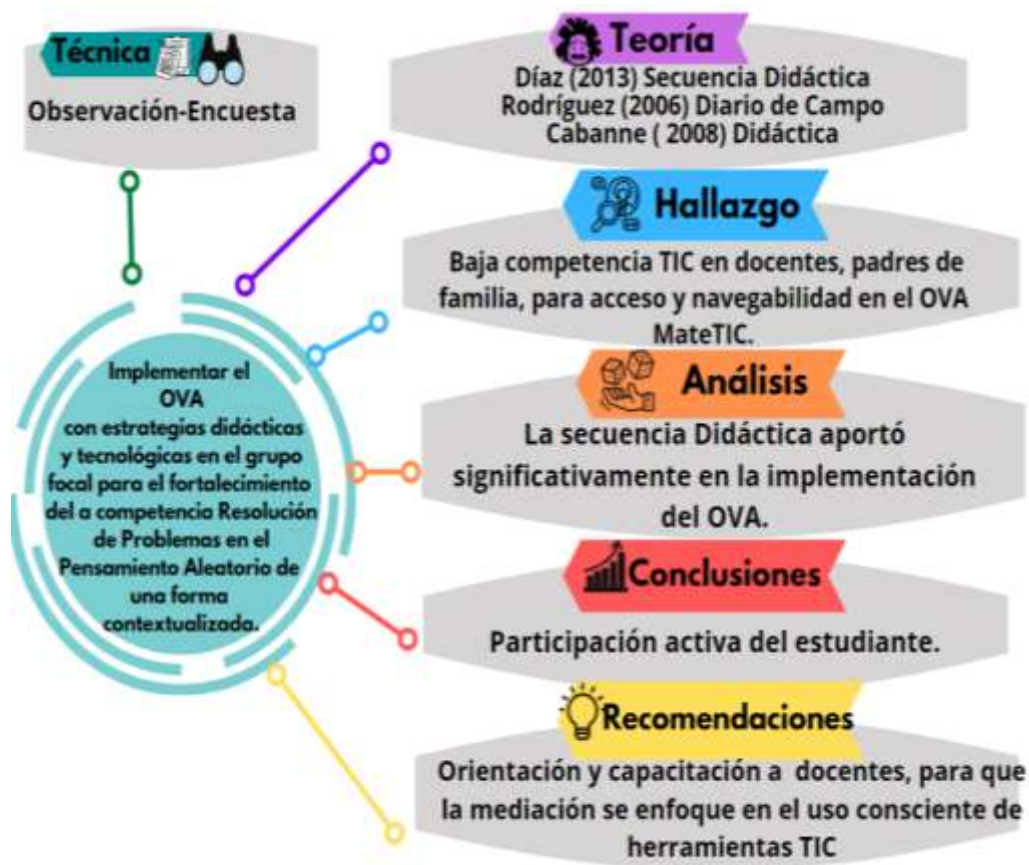 Técnica
Observación-Encuesta
Teoría
Díaz (2013) Secuencia Didáctica
Rodríguez (2006) Diario de Campo
Cabanne ( 2008) Didáctica
Hallazgo
Baja competencia TIC en docentes, padres de
familia, para acceso y navegabilidad en el OVA
MateTIC.
Análisis
La secuencia Didáctica aportó
significativamente en la implementación
del OVA.
Conclusiones
Participación activa del estudiante.
Recomendaciones
Orientación y capacitación a docentes, para que
la mediación se enfoque en el uso consciente de
herramientas TIC
Implementar el
OVA
con estrategias didácticas
y tecnológicas en el grupo
focal para el fortalecimiento
del a competencia Resolución
de Problemas en el
Pensamiento Aleatorio de
una forma
contextualizada.